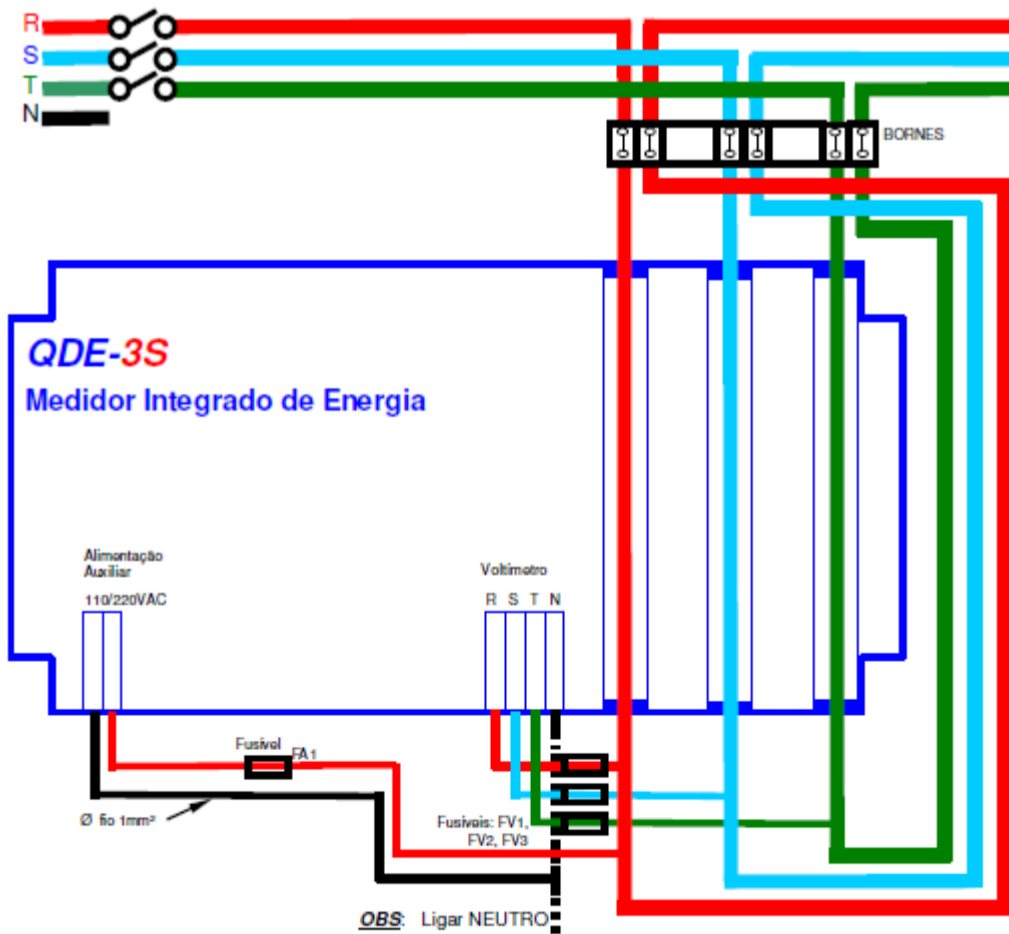 R
S
T
N
BORNES
QDE-3S
Medidor Integrado de Energia
Alimentação
Auxiliar
110/220VAC
Voltímetro
R S T N
Fusível
FA1
Ø fio 1mm²
Fusíveis: FV1,
FV2, FV3
OBS: Ligar NEUTRO